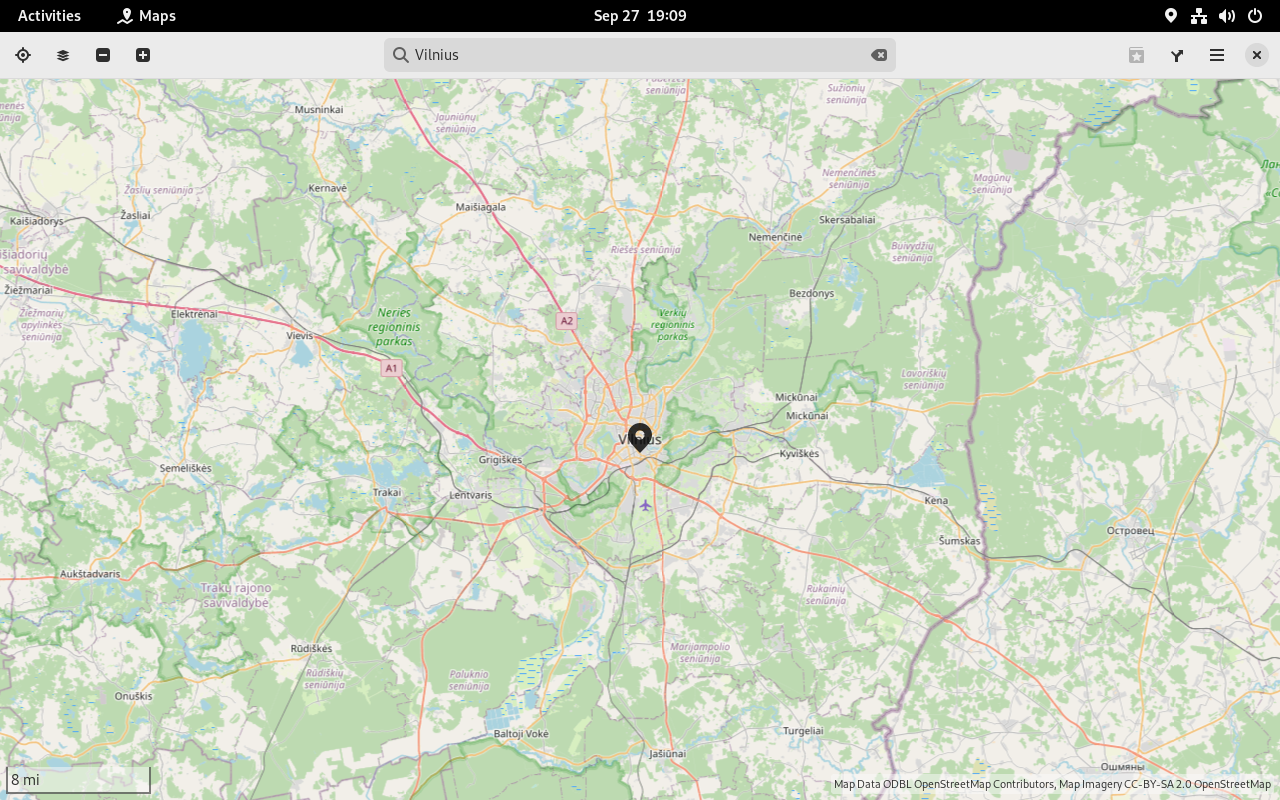 Activities
Maps
Sep 27 19:09
Vilnius
Musninkai
Jauniūnų
seniūnija
Sužionių
seniūnija
Žaslių seniūnija
Kernavė
Nemenčinės
seniūnija
Magūnų
seniūnija
Kaišiadorys
Žasliai
Maišiagala
Skersabaliai
Riešės seniūnija
Nemenčinė
Buivydžių
seniūnija
savivaldybė
Žiežmariai
Bezdonys
Elektrėnai
Žiežmarių
apylinkės
seniūnija
Neries
regioninis
parkas
A2
Verkių
regioninis
parkas
Vievis
A1
Lavoriškių
seniūnija
Mickūnai
Mickūnai
Vilnius
Grigiškės
Kyviškės
Semeliškės
Trakai
Lentvaris
Kena
Островец
Šumskas
Aukštadvaris
Trakų rajono
savivaldybė
Rukainių
seniūnija
Rūdiškės
Marijampolio
seniūnija
Rūdiškių
seniūnija
Paluknio
seniūnija
Onuškis
Baltoji Vokė
Turgeliai
Jašiūnai
Ошмяны
8 mi
Map Data ODBL OpenStreetMap Contributors, Map Imagery CC-BY-SA 2.0 OpenStreetMap